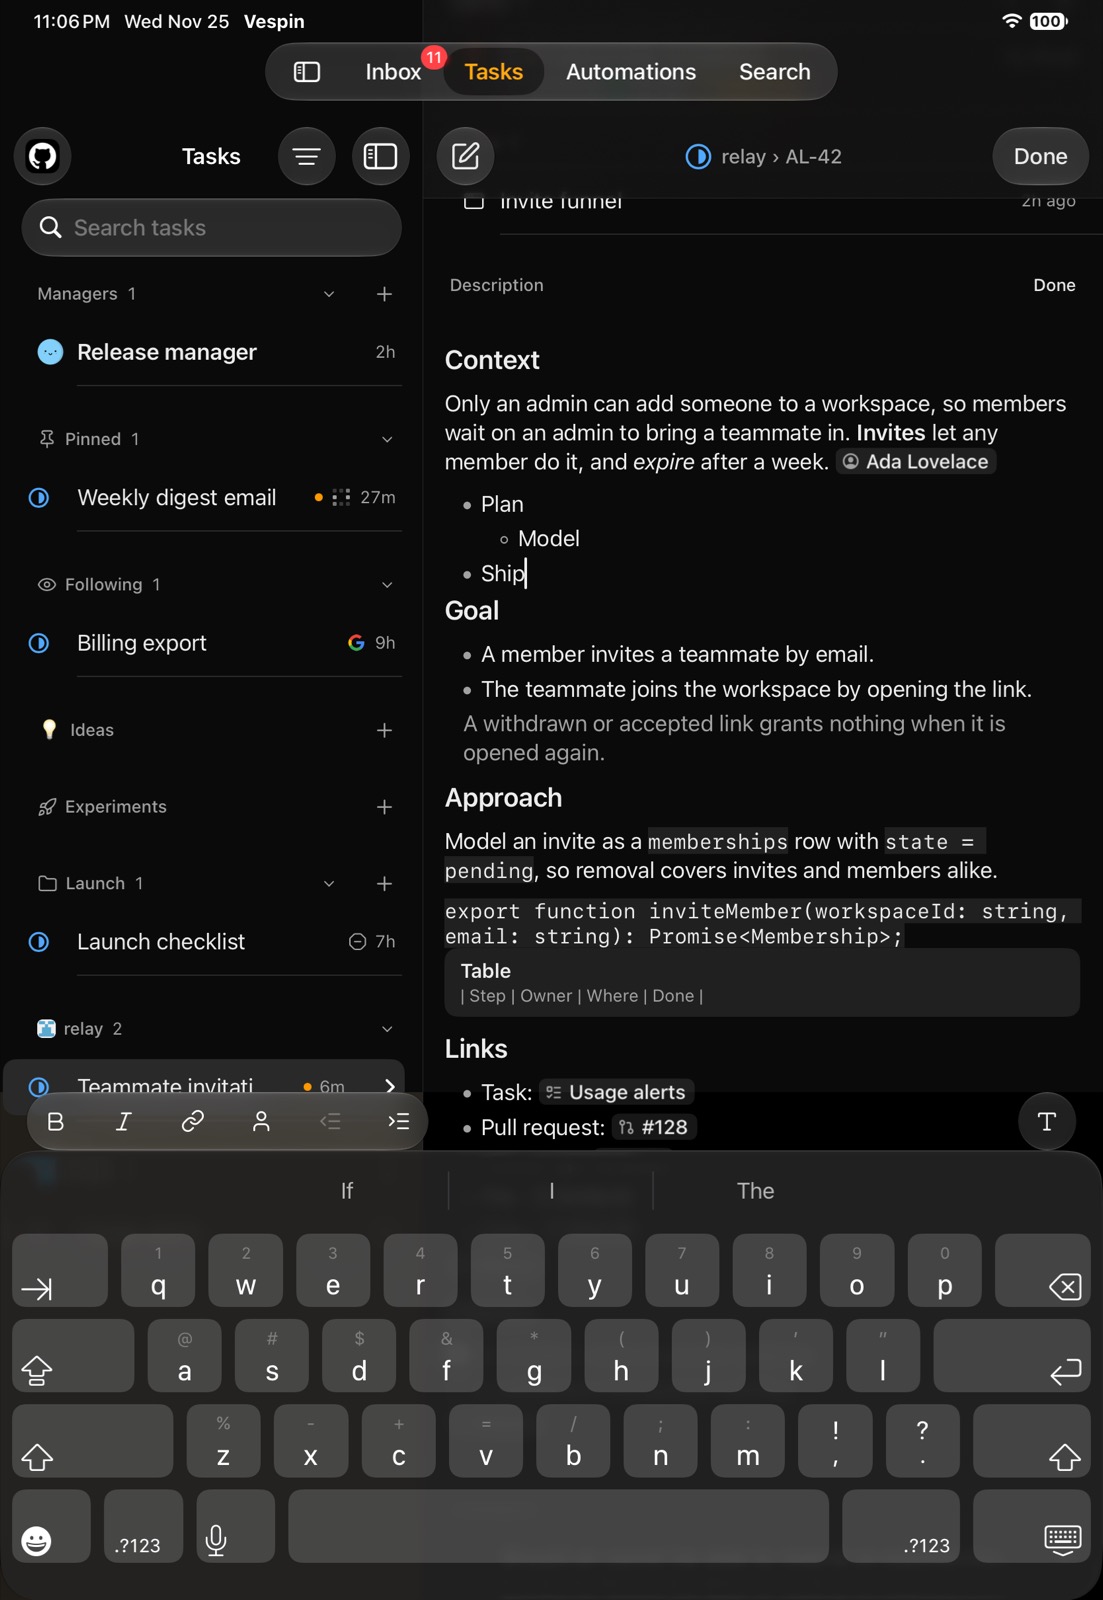 11:06 PM Wed Nov 25 Vespin
100
Inbox 11 Tasks Automations Search
Tasks
relay › AL-42
Done
Search tasks
Managers 1
Release manager 2h
Pinned 1
Weekly digest email 27m
Following 1
Billing export 9h
Ideas
Experiments
Launch 1
Launch checklist 7h
relay 2
Teammate invitati 6m
Invite funnel 2h ago
Description Done
Context
Only an admin can add someone to a workspace, so members
wait on an admin to bring a teammate in. Invites let any
member do it, and expire after a week. Ada Lovelace
• Plan
◦ Model
• Ship
Goal
• A member invites a teammate by email.
• The teammate joins the workspace by opening the link.
A withdrawn or accepted link grants nothing when it is
opened again.
Approach
Model an invite as a memberships row with state =
pending, so removal covers invites and members alike.
export function inviteMember(workspaceId: string,
email: string): Promise<Membership>;
Table
| Step | Owner | Where | Done |
Links
• Task: Usage alerts
• Pull request: #128
B I T
If I The
1 2 3 4 5 6 7 8 9 0
q w e r t y u i o p
@ # $ & * ( ) ' "
a s d f g h j k l
% - + = / ; : ! ?
z x c v b n m , .
.?123 .?123